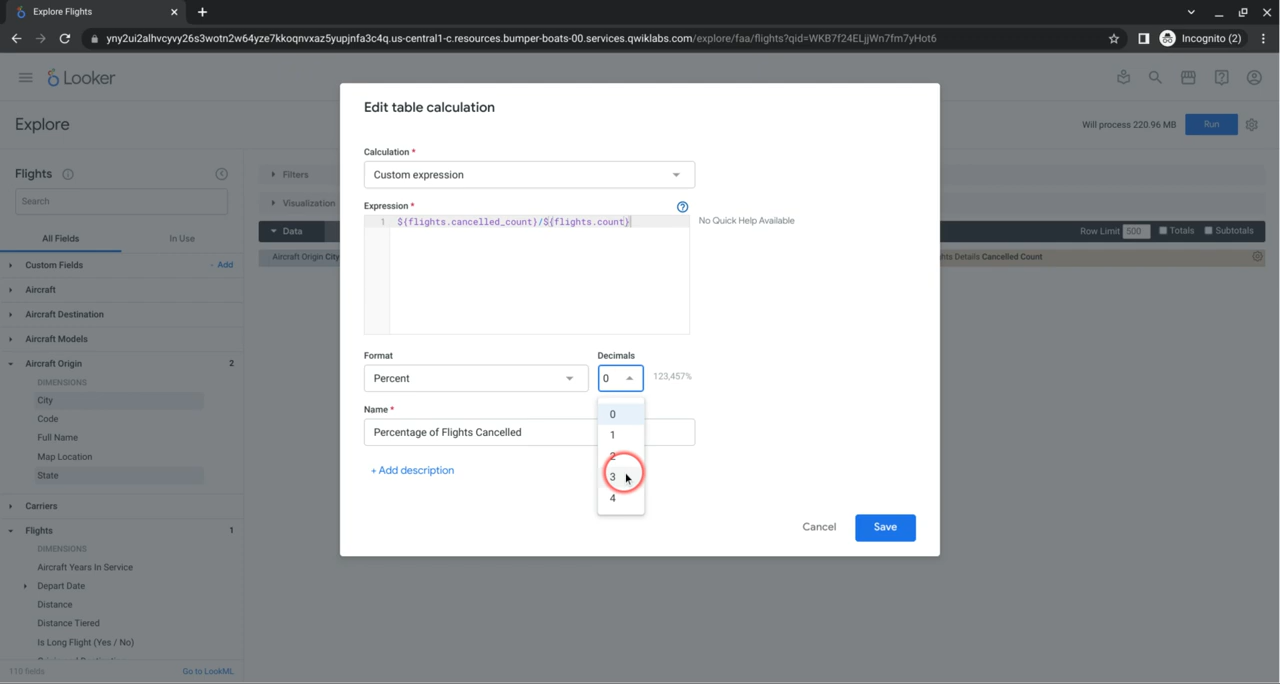 Explore Flights
yny2ui2alhvcyvy26s3wotn2w64yze7kkoqnvxaz5yupjnfa3c4q.us-central1-c.resources.bumper-boats-00.services.qwiklabs.com/explore/faa/flights?qid=WKB7f24ELjjWn7fm7yHot6
Incognito (2)
Looker
Explore
Will process 220.96 MB
Run
Flights
Search
All Fields
In Use
Custom Fields
+ Add
Aircraft
Aircraft Destination
Aircraft Models
Aircraft Origin 2
DIMENSIONS
City
Code
Full Name
Map Location
State
Carriers
Flights 1
DIMENSIONS
Aircraft Years In Service
Depart Date
Distance
Distance Tiered
Is Long Flight (Yes / No)
110 fields
Go to LookML
Filters
Visualization
Data
Row Limit 500 Totals Subtotals
Aircraft Origin City
Details Cancelled Count
Edit table calculation
Calculation *
Custom expression
Expression *
1 ${flights.cancelled_count}/${flights.count}
No Quick Help Available
Format
Decimals
Percent
0
123,457%
0
1
2
3
4
Name *
Percentage of Flights Cancelled
+ Add description
Cancel
Save